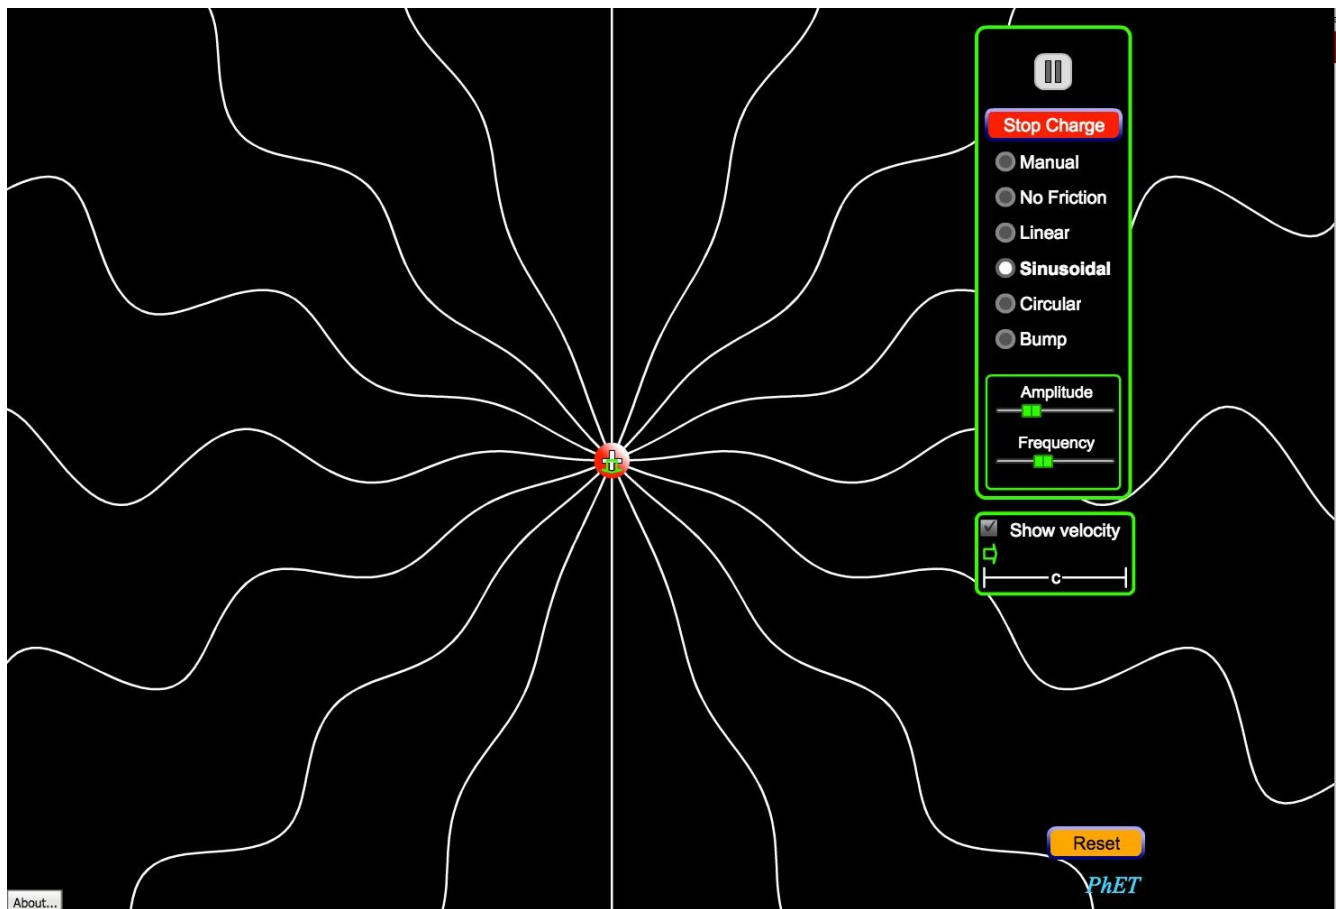 Stop Charge
Manual
No Friction
Linear
Sinusoidal
Circular
Bump
Amplitude
Frequency
Show velocity
c
Reset
PhET
About...